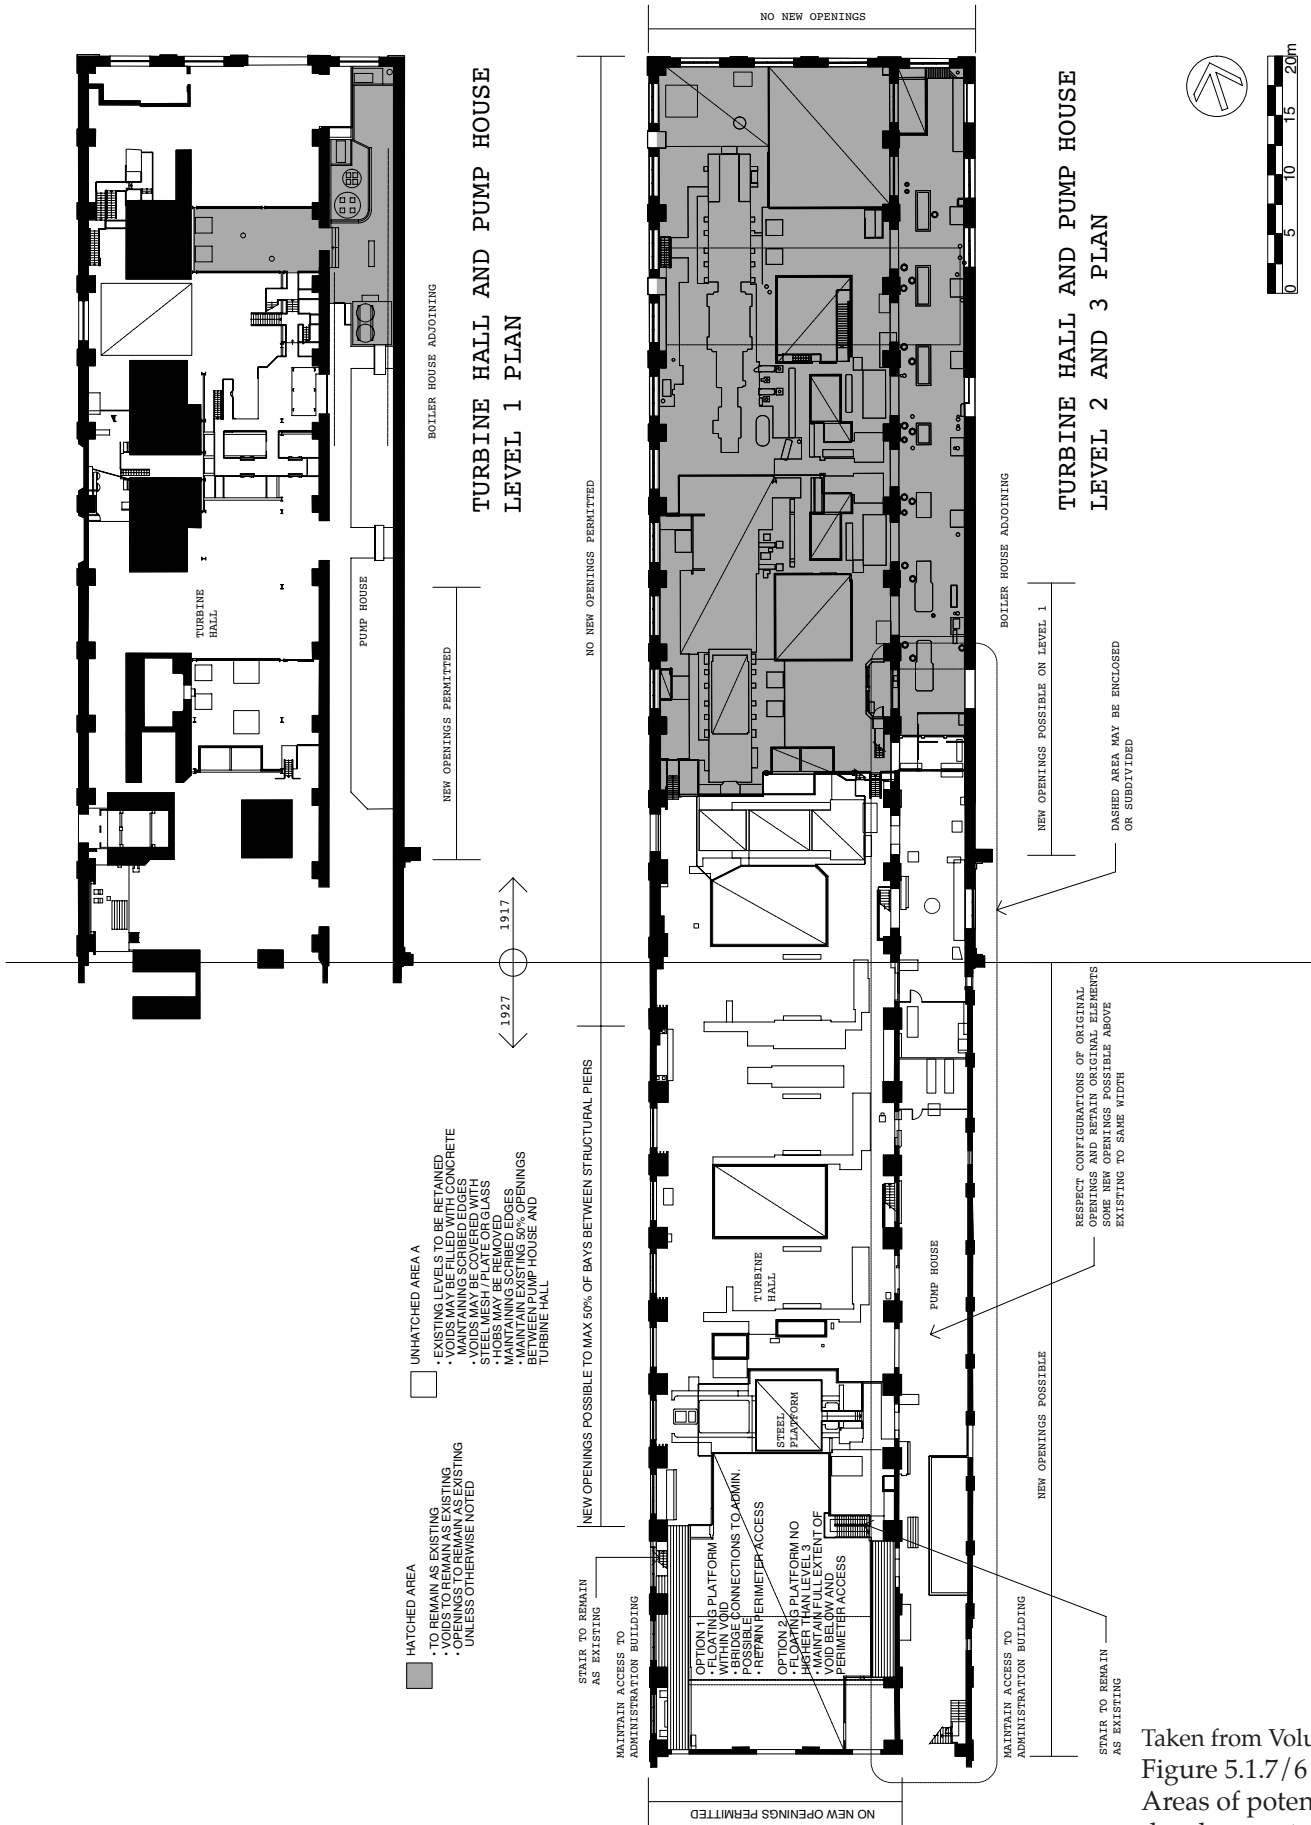 NO NEW OPENINGS
TURBINE HALL AND PUMP HOUSE
LEVEL 1 PLAN
BOILER HOUSE ADJOINING
TURBINE
HALL
PUMP HOUSE
NEW OPENINGS PERMITTED
1917
1927
TURBINE HALL AND PUMP HOUSE
LEVEL 2 AND 3 PLAN
0 5 10 15 20m
NO NEW OPENINGS PERMITTED
BOILER HOUSE ADJOINING
NEW OPENINGS POSSIBLE ON LEVEL 1
DASHED AREA MAY BE ENCLOSED
OR SUBDIVIDED
RESPECT CONFIGURATIONS OF ORIGINAL
OPENINGS AND RETAIN ORIGINAL ELEMENTS
SOME NEW OPENINGS POSSIBLE ABOVE
EXISTING TO SAME WIDTH
UNHATCHED AREA A
• EXISTING LEVELS TO BE RETAINED
• VOIDS MAY BE FILLED WITH CONCRETE
MAINTAINING SCRIBED EDGES
• VOIDS MAY BE COVERED WITH
STEEL MESH / PLATE OR GLASS
• HOBS MAY BE REMOVED
MANTAINING SCRIBED EDGES
• MAINTAIN EXISTING 50% OPENINGS
BETWEEN PUMP HOUSE AND
TURBINE HALL
HATCHED AREA
• TO REMAIN AS EXISTING
• VOIDS TO REMAIN AS EXISTING
• OPENINGS TO REMAIN AS EXISTING
UNLESS OTHERWISE NOTED
NEW OPENINGS POSSIBLE TO MAX 50% OF BAYS BETWEEN STRUCTURAL PIERS
TURBINE
HALL
PUMP HOUSE
STEEL
PLATFORM
NEW OPENINGS POSSIBLE
OPTION 1
• FLOATING PLATFORM
WITHIN VOID
• BRIDGE CONNECTIONS TO ADMIN.
POSSIBLE
• RETAIN PERIMETER ACCESS
OPTION 2
• FLOATING PLATFORM NO
HIGHER THAN LEVEL 3
• MAINTAIN FULL EXTENT OF
VOID BELOW AND
PERIMETER ACCESS
STAIR TO REMAIN
AS EXISTING
MAINTAIN ACCESS TO
ADMINISTRATION BUILDING
MAINTAIN ACCESS TO
ADMINISTRATION BUILDING
STAIR TO REMAIN
AS EXISTING
NO NEW OPENINGS PERMITTED
Taken from Volu
Figure 5.1.7/6
Areas of poten